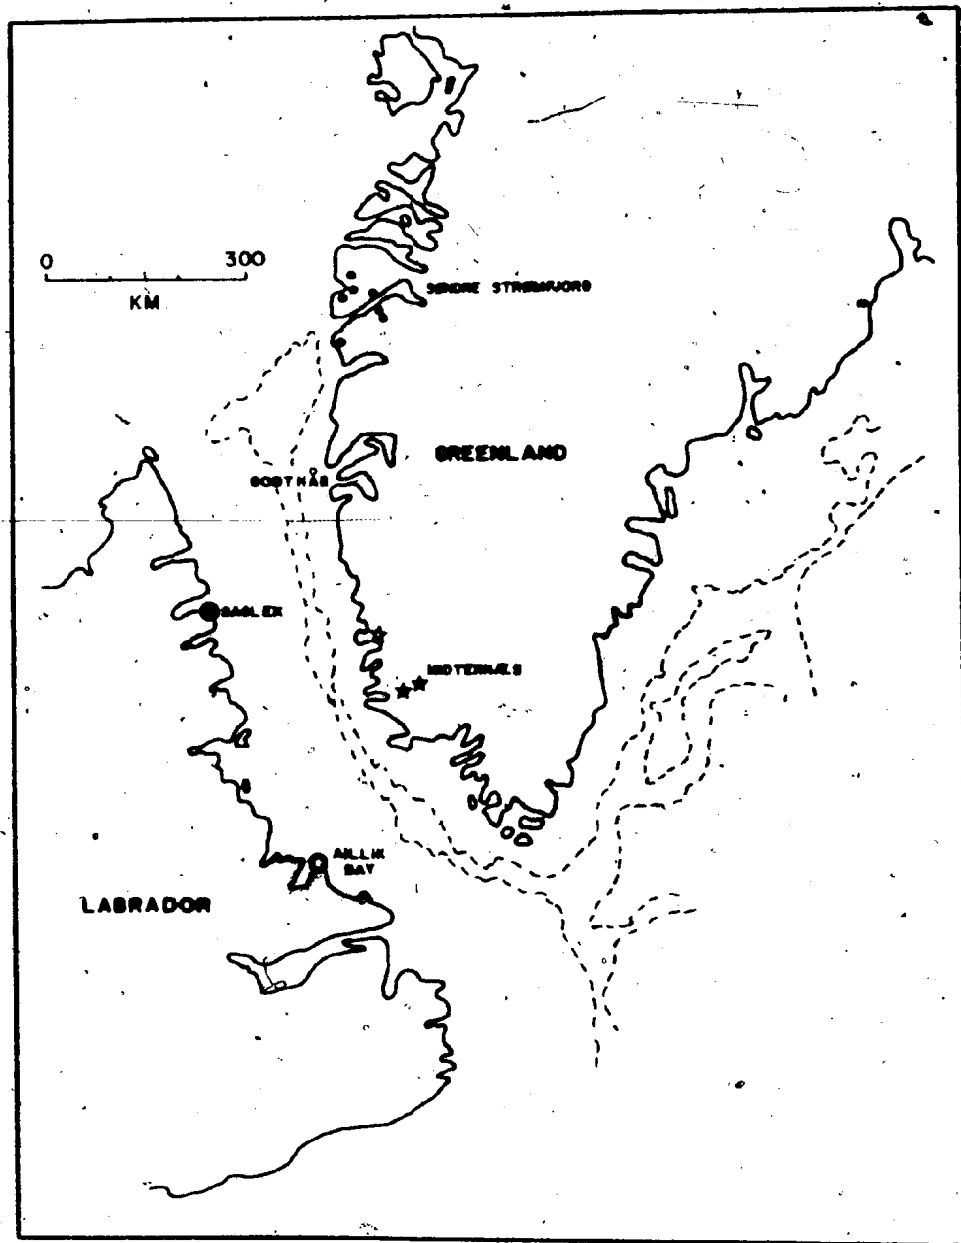 0 300
KM
SØNDRE STRØMFJORD
GREENLAND
GODTHÅB
SAGLEK
MIDTERNÆS
AILLIK
BAY
LABRADOR